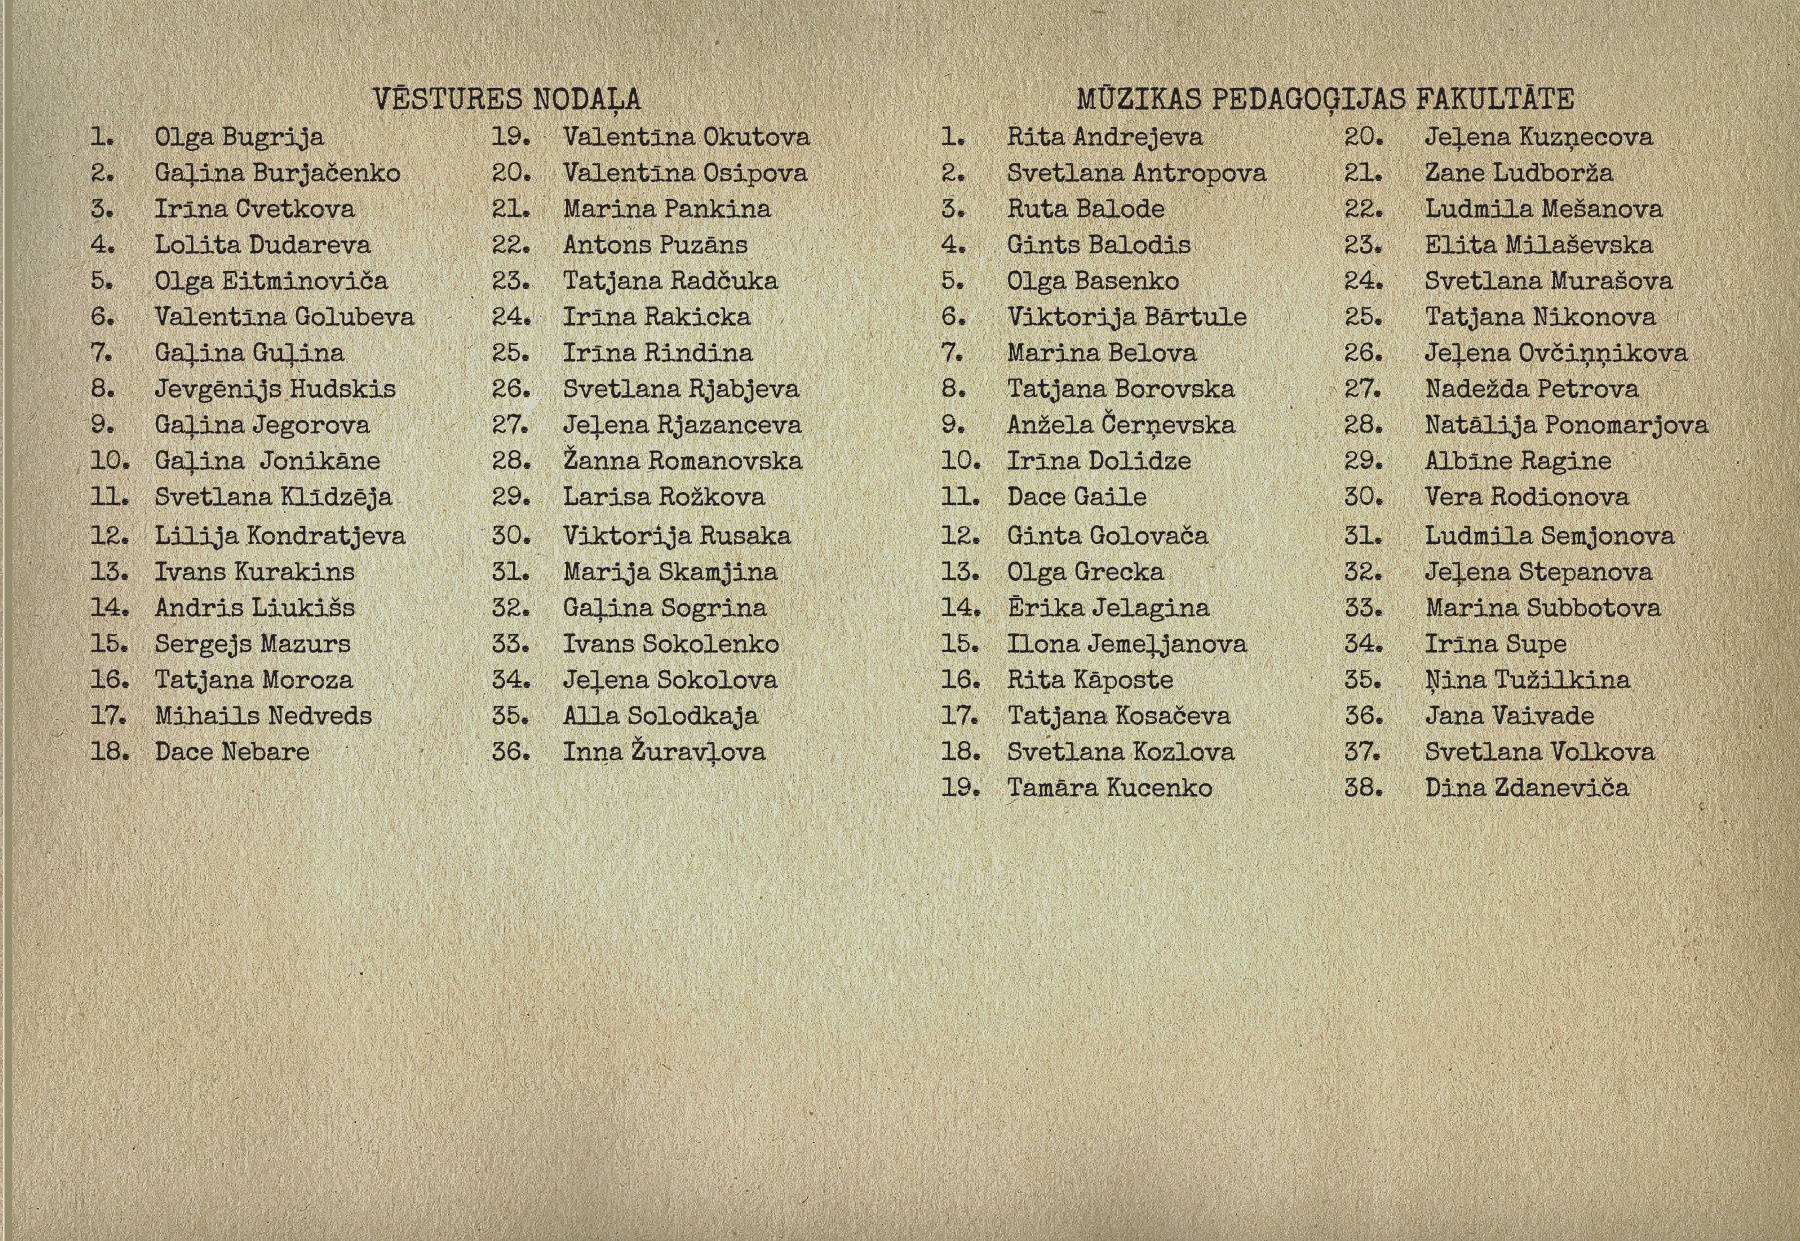 VĒSTURES NODAĻA
1. Olga Bugrija
2. Gaļina Burjačenko
3. Irīna Cvetkova
4. Lolita Dudareva
5. Olga Eitminoviča
6. Valentīna Golubeva
7. Gaļina Guļina
8. Jevgēnijs Hudskis
9. Gaļina Jegorova
10. Gaļina Jonikāne
11. Svetlana Klīdzēja
12. Lilija Kondratjeva
13. Ivans Kurakins
14. Andris Liukišs
15. Sergejs Mazurs
16. Tatjana Moroza
17. Mihails Nedveds
18. Dace Nebare
19. Valentīna Okutova
20. Valentīna Osipova
21. Marina Pankina
22. Antons Puzāns
23. Tatjana Radčuka
24. Irīna Rakicka
25. Irīna Rindina
26. Svetlana Rjabjeva
27. Jeļena Rjazanceva
28. Žanna Romanovska
29. Larisa Rožkova
30. Viktorija Rusaka
31. Marija Skamjina
32. Gaļina Sogrina
33. Ivans Sokolenko
34. Jeļena Sokolova
35. Alla Solodkaja
36. Inna Žuravļova
MŪZIKAS PEDAGOĢIJAS FAKULTĀTE
1. Rita Andrejeva
2. Svetlana Antropova
3. Ruta Balode
4. Gints Balodis
5. Olga Basenko
6. Viktorija Bārtule
7. Marina Belova
8. Tatjana Borovska
9. Anžela Čerņevska
10. Irīna Dolidze
11. Dace Gaile
12. Ginta Golovača
13. Olga Grecka
14. Ērika Jelagina
15. Ilona Jemeļjanova
16. Rita Kāposte
17. Tatjana Kosačeva
18. Svetlana Kozlova
19. Tamāra Kucenko
20. Jeļena Kuzņecova
21. Zane Ludborža
22. Ludmila Mešanova
23. Elita Milaševska
24. Svetlana Murašova
25. Tatjana Nikonova
26. Jeļena Ovčiņņikova
27. Nadežda Petrova
28. Natālija Ponomarjova
29. Albīne Ragine
30. Vera Rodionova
31. Ludmila Semjonova
32. Jeļena Stepanova
33. Marina Subbotova
34. Irīna Supe
35. Ņina Tužilkina
36. Jana Vaivade
37. Svetlana Volkova
38. Dina Zdaneviča